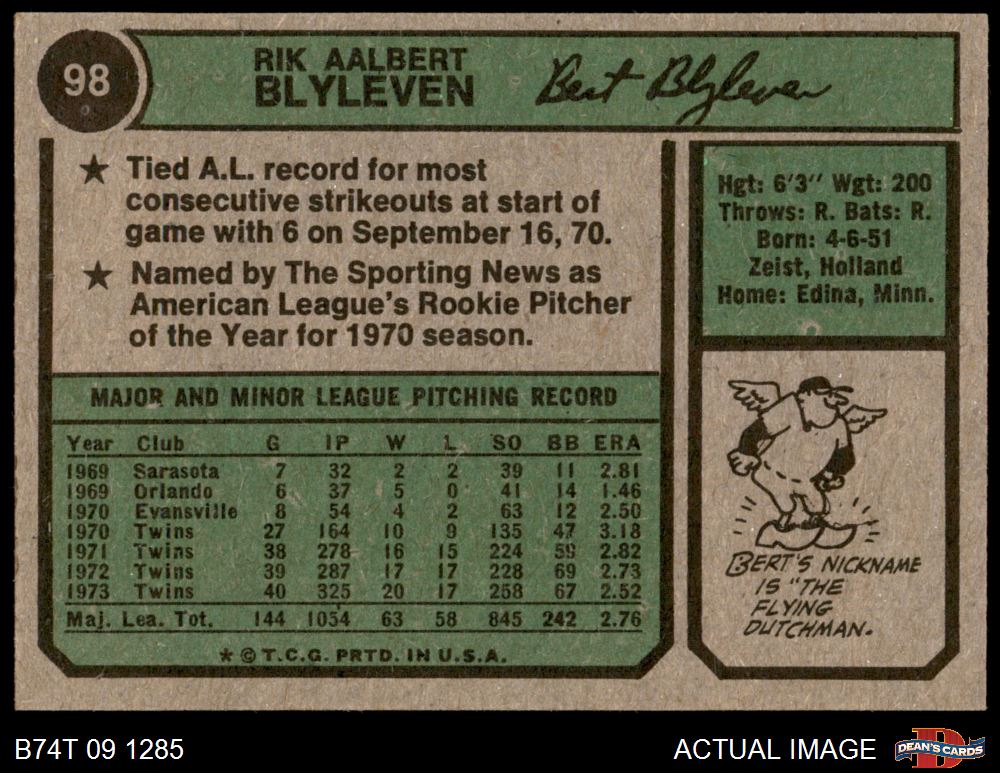 98
RIK AALBERT
BLYLEVEN
Bert Blyleven
★ Tied A.L. record for most
consecutive strikeouts at start of
game with 6 on September 16, 70.
★ Named by The Sporting News as
American League's Rookie Pitcher
of the Year for 1970 season.
Hgt: 6'3" Wgt: 200
Throws: R. Bats: R.
Born: 4-6-51
Zeist, Holland
Home: Edina, Minn.
MAJOR AND MINOR LEAGUE PITCHING RECORD
Year Club G IP W L SO BB ERA
1969 Sarasota 7 32 2 2 39 11 2.81
1969 Orlando 6 37 5 0 41 14 1.46
1970 Evansville 8 54 4 2 63 12 2.50
1970 Twins 27 164 10 9 135 47 3.18
1971 Twins 38 278 16 15 224 59 2.82
1972 Twins 39 287 17 17 228 69 2.73
1973 Twins 40 325 20 17 258 67 2.52
Maj. Lea. Tot. 144 1054 63 58 845 242 2.76
★ © T.C.G. PRTD. IN U.S.A.
BERT'S NICKNAME
IS "THE
FLYING
DUTCHMAN.
B74T 09 1285
ACTUAL IMAGE
DEAN'S CARDS